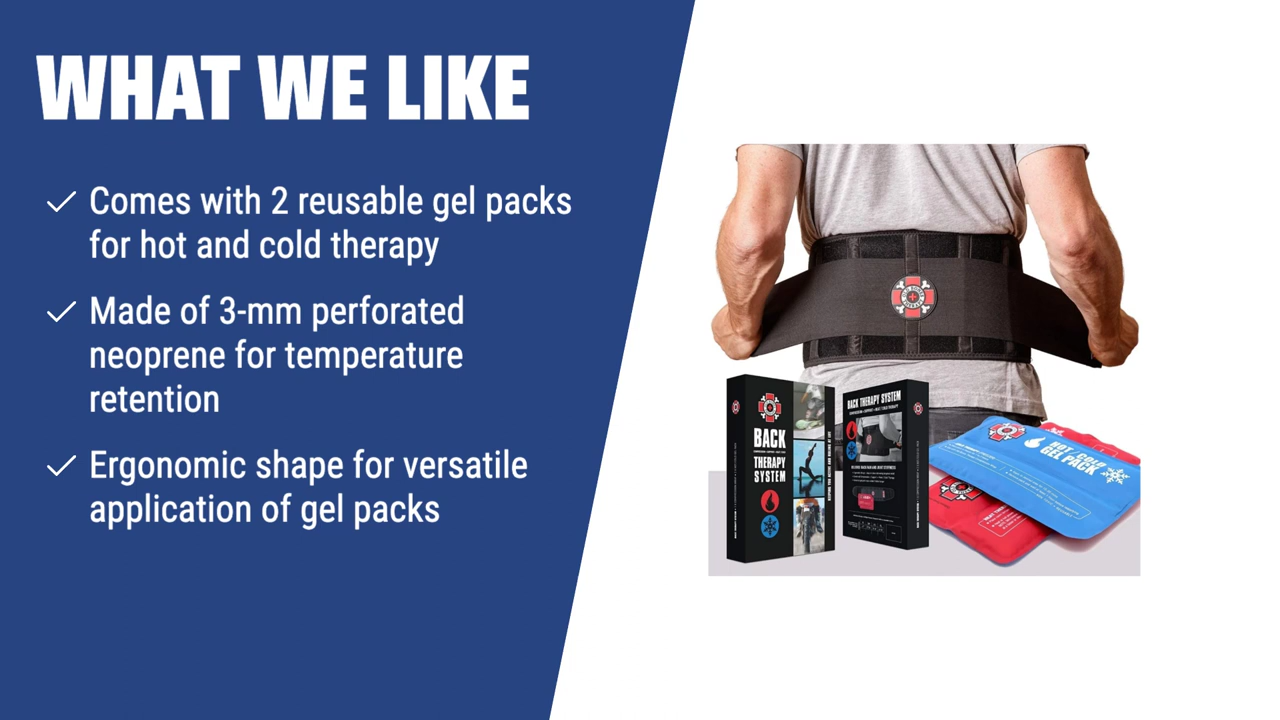 WHAT WE LIKE
Comes with 2 reusable gel packs
for hot and cold therapy
Made of 3-mm perforated
neoprene for temperature
retention
Ergonomic shape for versatile
application of gel packs
BACK
THERAPY
SYSTEM
BACK THERAPY SYSTEM
HOT / COLD
GEL PACK